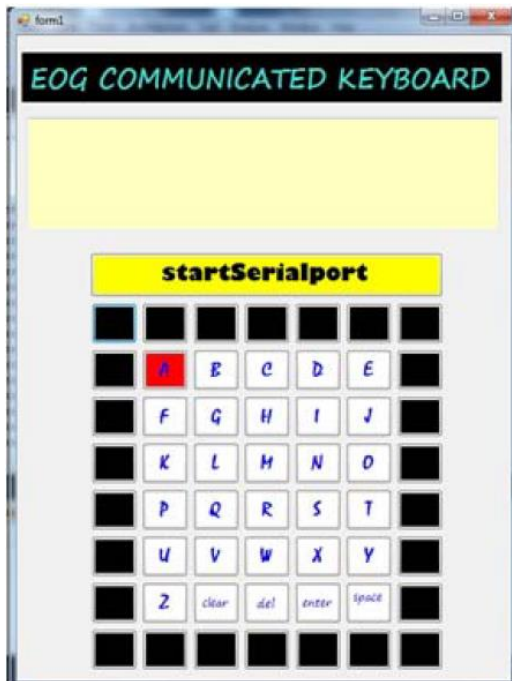 form1
EOG COMMUNICATED KEYBOARD
startSerialport
A B C D E
F G H I J
K L M N O
P Q R S T
U V W X Y
Z clear del enter space